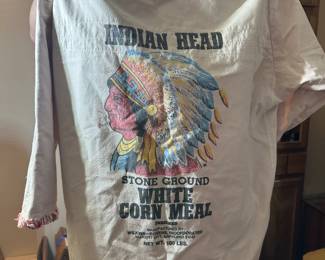 INDIAN HEAD
STONE GROUND
WHITE
CORN MEAL
NET WT. 100 LBS.